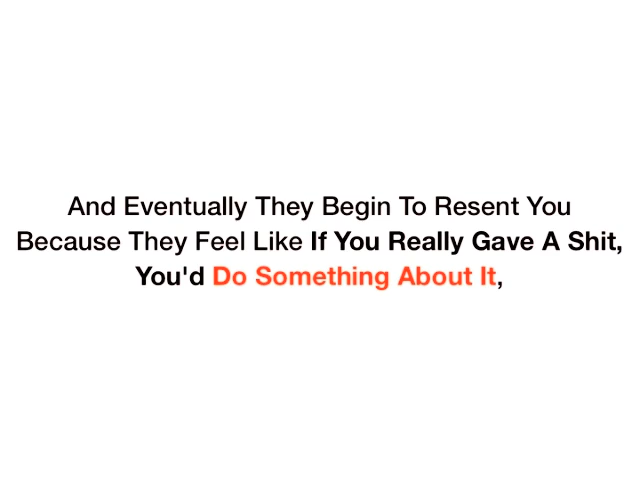 And Eventually They Begin To Resent You
Because They Feel Like If You Really Gave A Shit,
You'd Do Something About It,